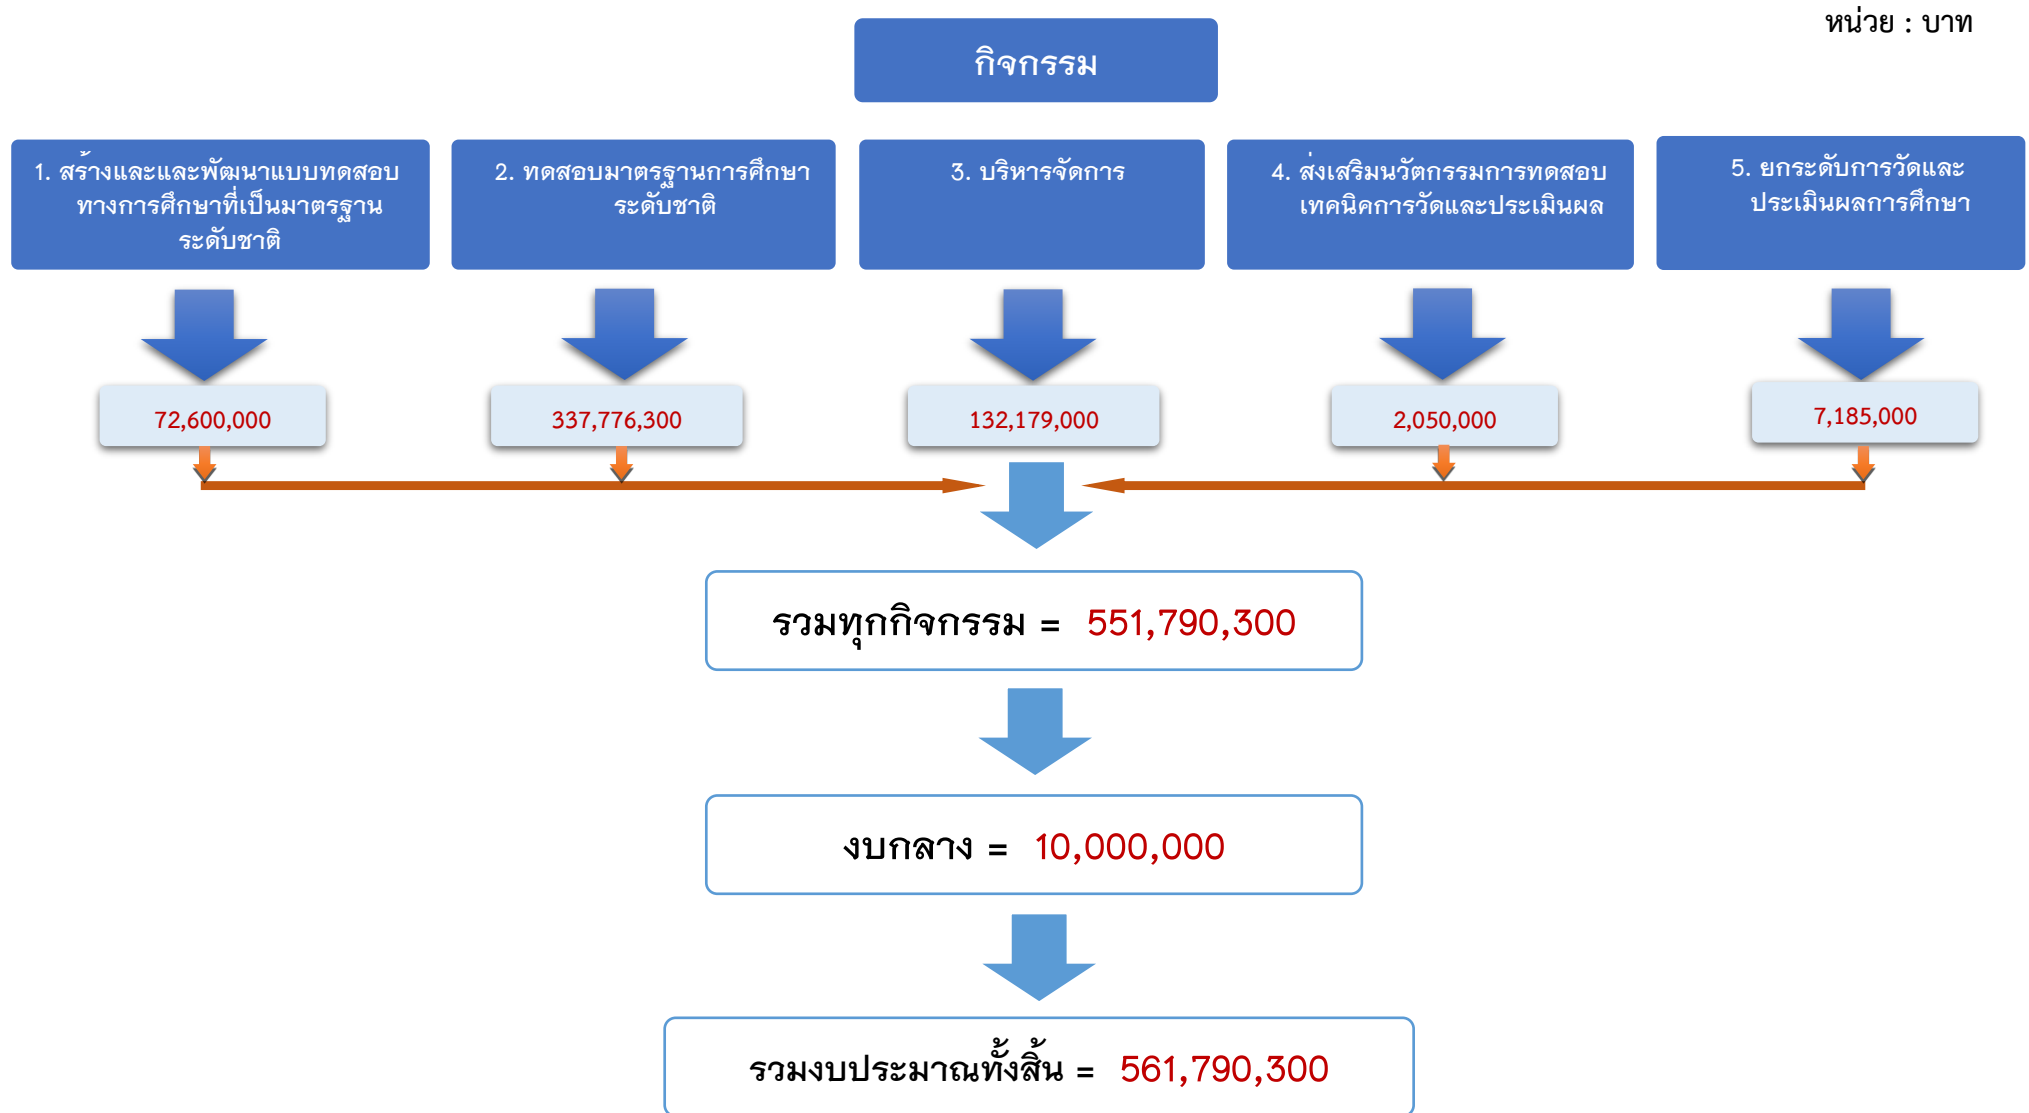 หน่วย : บาท
กิจกรรม
1. สร้างและและพัฒนาแบบทดสอบ
ทางการศึกษาที่เป็นมาตรฐาน
ระดับชาติ
2. ทดสอบมาตรฐานการศึกษา
ระดับชาติ
3. บริหารจัดการ
4. ส่งเสริมนวัตกรรมการทดสอบ
เทคนิคการวัดและประเมินผล
5. ยกระดับการวัดและ
ประเมินผลการศึกษา
72,600,000
337,776,300
132,179,000
2,050,000
7,185,000
รวมทุกกิจกรรม = 551,790,300
งบกลาง = 10,000,000
รวมงบประมาณทั้งสิ้น = 561,790,300